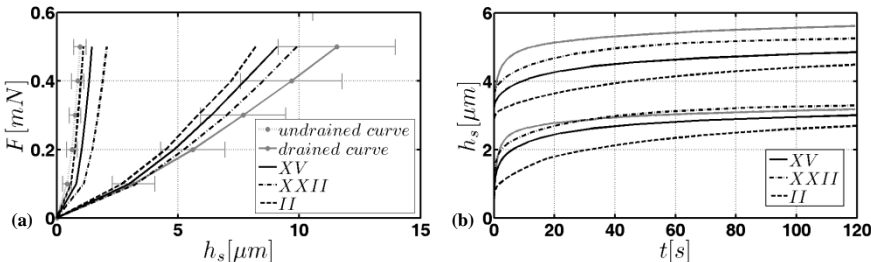 (a)
F[mN]
0.6
0.4
0.2
0
0
5
10
15
h_s[μm]
undrained curve
drained curve
XV
XXII
II
(b)
h_s[μm]
6
4
2
0
0
20
40
60
80
100
120
t[s]
XV
XXII
II